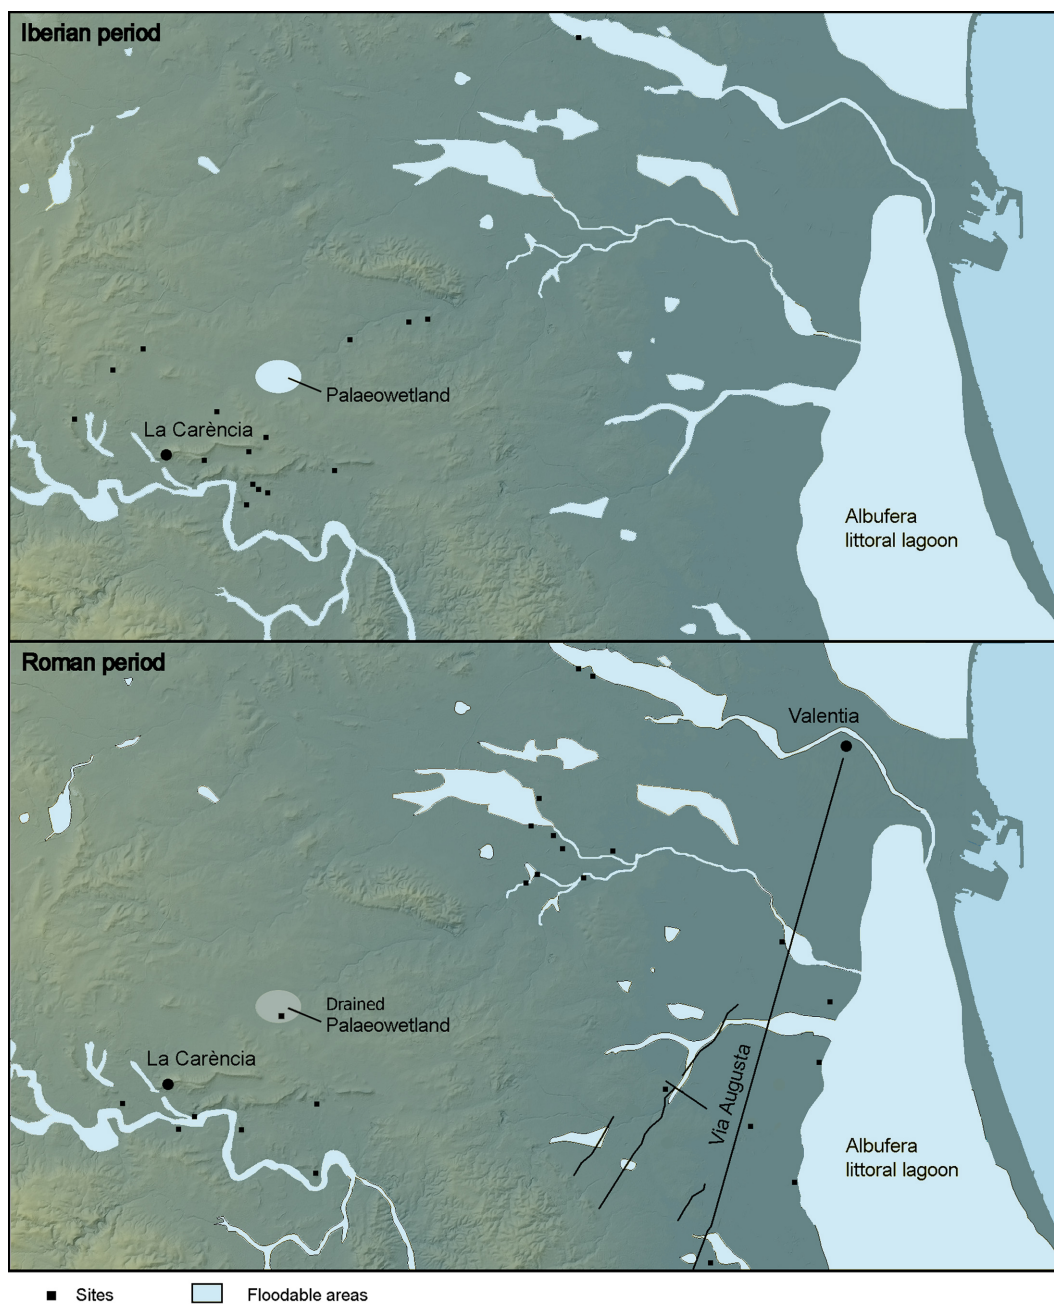 Iberian period
Palaeowetland
La Carència
Albufera
littoral lagoon
Roman period
Valentia
Drained
Palaeowetland
La Carència
Via Augusta
Albufera
littoral lagoon
Sites
Floodable areas